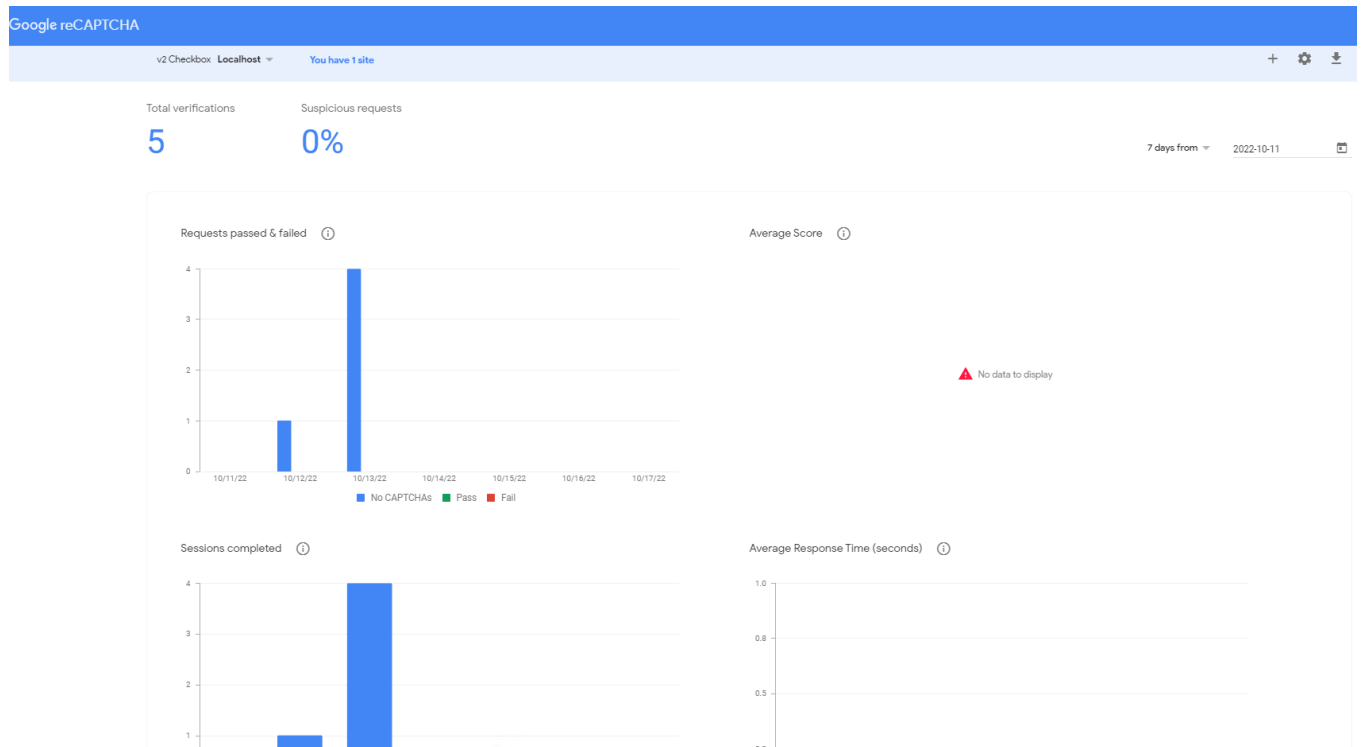 Google reCAPTCHA
v2 Checkbox Localhost You have 1 site
Total verifications Suspicious requests
5 0%
7 days from 2022-10-11
Requests passed & failed
4
3
2
1
0
10/11/22 10/12/22 10/13/22 10/14/22 10/15/22 10/16/22 10/17/22
No CAPTCHAs Pass Fail
Average Score
No data to display
Sessions completed
4
3
2
1
Average Response Time (seconds)
1.0
0.8
0.5